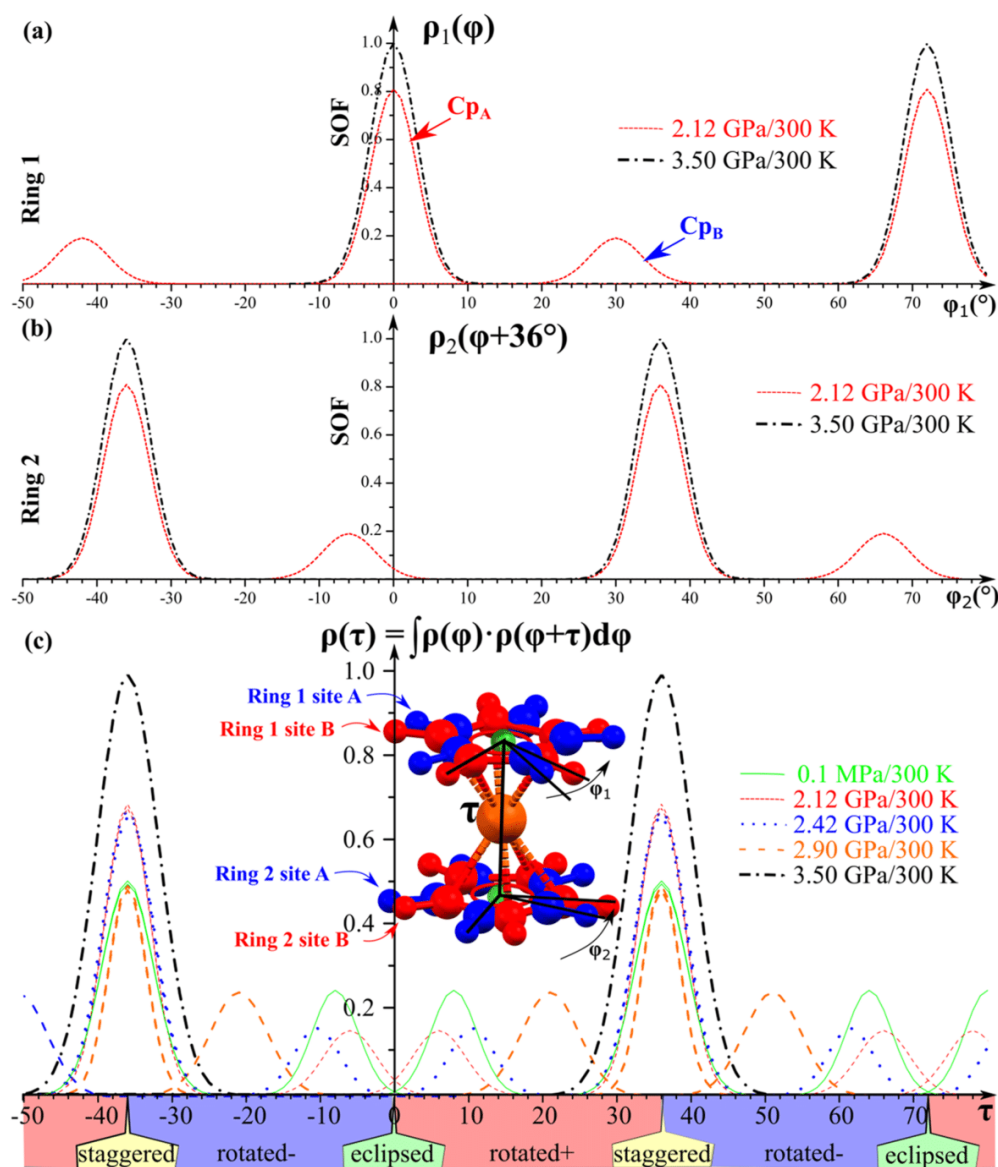 (a)
ρ₁(φ)
SOF
1.0
0.8
0.6
0.4
0.2
Cp_A
Cp_B
2.12 GPa/300 K
3.50 GPa/300 K
Ring 1
-50 -40 -30 -20 -10 0 10 20 30 40 50 60 70
φ₁(°)
(b)
ρ₂(φ+36°)
SOF
1.0
0.8
0.6
0.4
0.2
2.12 GPa/300 K
3.50 GPa/300 K
Ring 2
-50 -40 -30 -20 -10 0 10 20 30 40 50 60 70
φ₂(°)
(c)
ρ(τ) = ∫ρ(φ)·ρ(φ+τ)dφ
1.0
0.8
0.6
0.4
0.2
Ring 1 site A
Ring 1 site B
φ₁
τ
Ring 2 site A
Ring 2 site B
φ₂
0.1 MPa/300 K
2.12 GPa/300 K
2.42 GPa/300 K
2.90 GPa/300 K
3.50 GPa/300 K
-50 -40 -30 -20 -10 0 10 20 30 40 50 60 70 τ
staggered rotated- eclipsed rotated+ staggered rotated- eclipsed